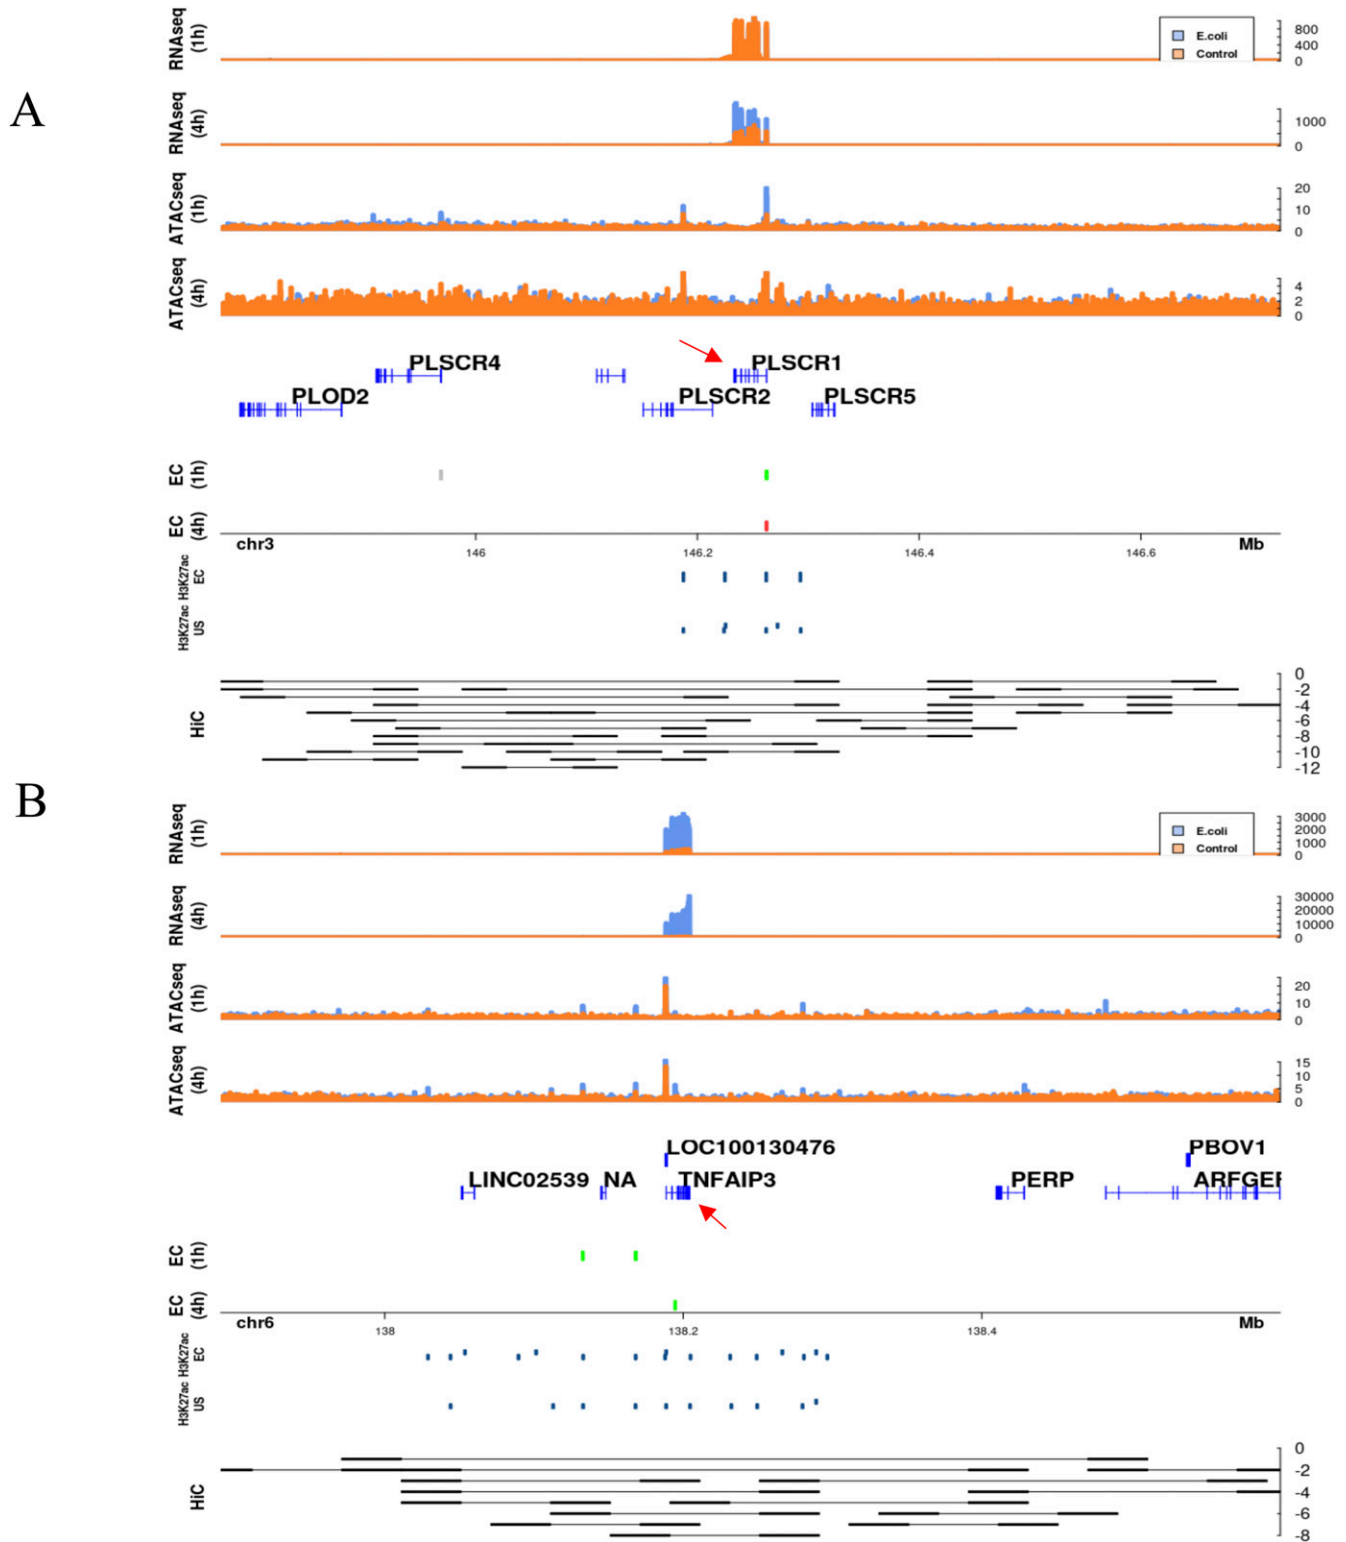 A
RNAseq
(1h)
E.coli
Control
800
400
0
RNAseq
(4h)
1000
0
ATACseq
(1h)
20
10
0
ATACseq
(4h)
4
2
0
PLSCR4
PLSCR1
PLOD2
PLSCR2
PLSCR5
EC
(1h)
EC
(4h)
chr3
146
146.2
146.4
146.6
Mb
H3K27ac
EC
H3K27ac
US
HiC
0
-2
-4
-6
-8
-10
-12
B
RNAseq
(1h)
E.coli
Control
3000
2000
1000
0
RNAseq
(4h)
30000
20000
10000
0
ATACseq
(1h)
20
10
0
ATACseq
(4h)
15
10
5
0
LOC100130476
PBOV1
LINC02539
NA
TNFAIP3
PERP
EC
(1h)
EC
(4h)
chr6
138
138.2
138.4
Mb
H3K27ac
EC
H3K27ac
US
HiC
0
-2
-4
-6
-8